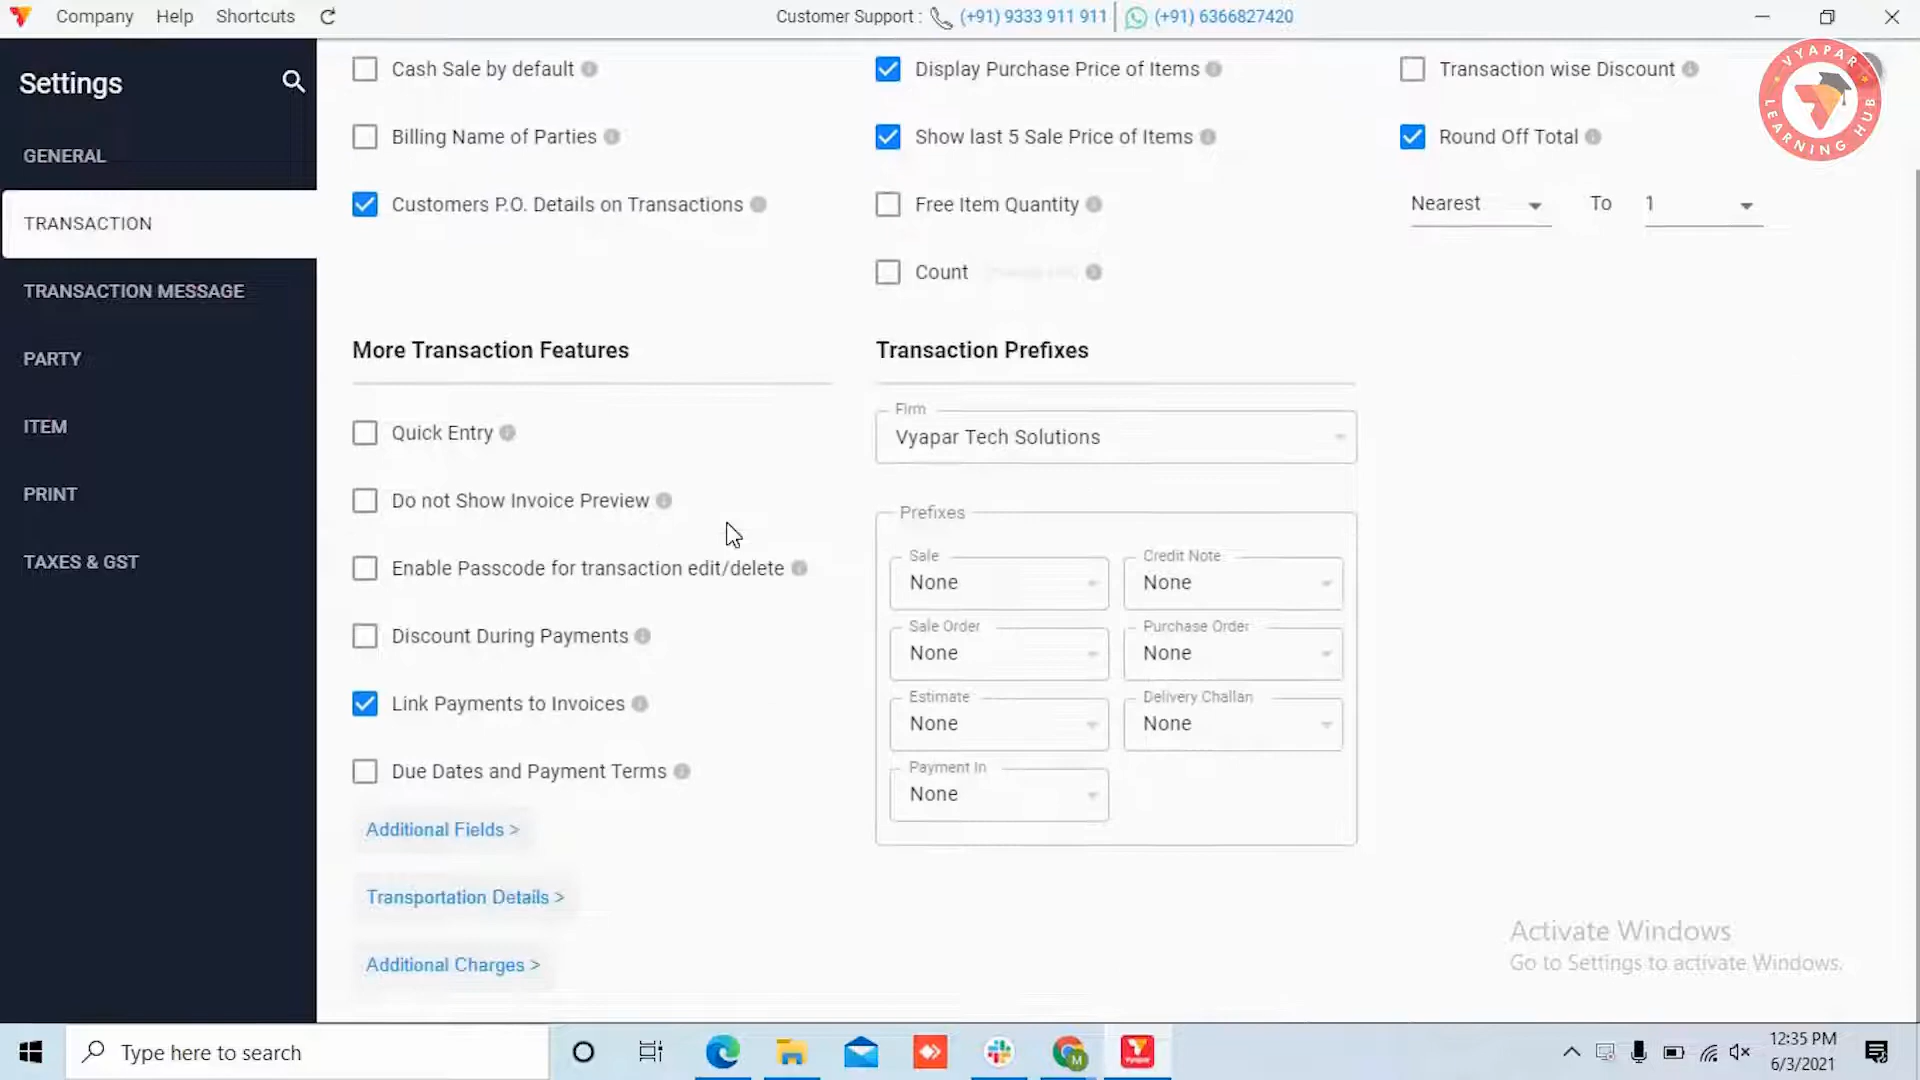 Company Help Shortcuts
Customer Support : (+91) 9333 911 911 (+91) 6366827420
VYAPAR LEARNING HUB
Settings
GENERAL
TRANSACTION
TRANSACTION MESSAGE
PARTY
ITEM
PRINT
TAXES & GST
Cash Sale by default
Billing Name of Parties
Customers P.O. Details on Transactions
Display Purchase Price of Items
Show last 5 Sale Price of Items
Free Item Quantity
Count
Transaction wise Discount
Round Off Total
Nearest To 1
More Transaction Features
Quick Entry
Do not Show Invoice Preview
Enable Passcode for transaction edit/delete
Discount During Payments
Link Payments to Invoices
Due Dates and Payment Terms
Additional Fields >
Transportation Details >
Additional Charges >
Transaction Prefixes
Firm
Vyapar Tech Solutions
Prefixes
Sale
None
Credit Note
None
Sale Order
None
Purchase Order
None
Estimate
None
Delivery Challan
None
Payment In
None
Activate Windows
Go to Settings to activate Windows.
Type here to search
M
Vyapar
12:35 PM
6/3/2021